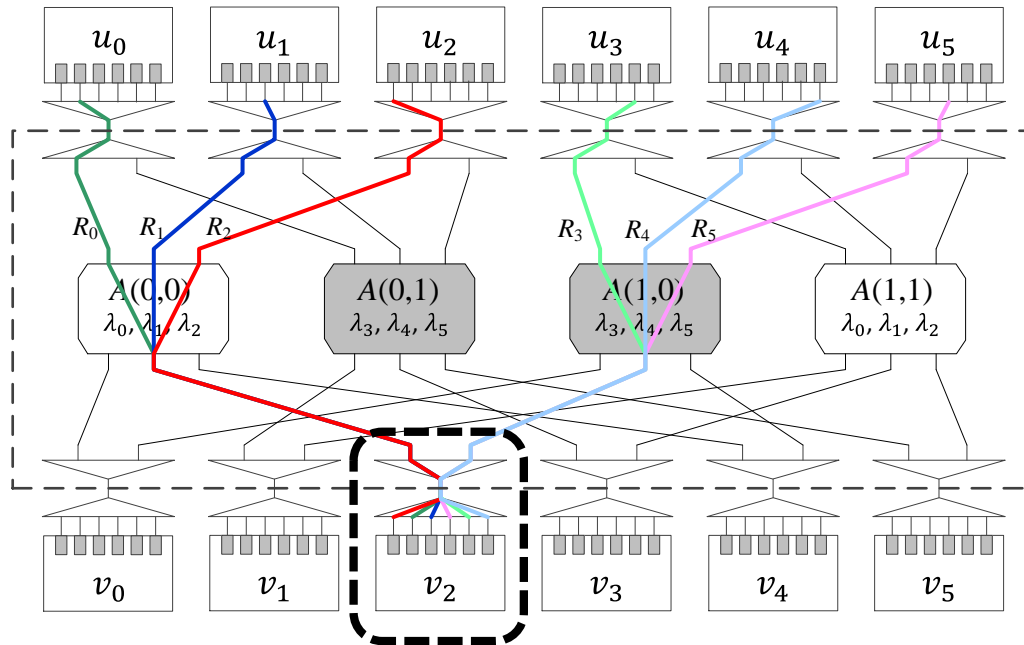 u₀ u₁ u₂ u₃ u₄ u₅
R₀ R₁ R₂ R₃ R₄ R₅
A(0,0) A(0,1) A(1,0) A(1,1)
λ₀, λ₁, λ₂ λ₃, λ₄, λ₅ λ₃, λ₄, λ₅ λ₀, λ₁, λ₂
v₀ v₁ v₂ v₃ v₄ v₅